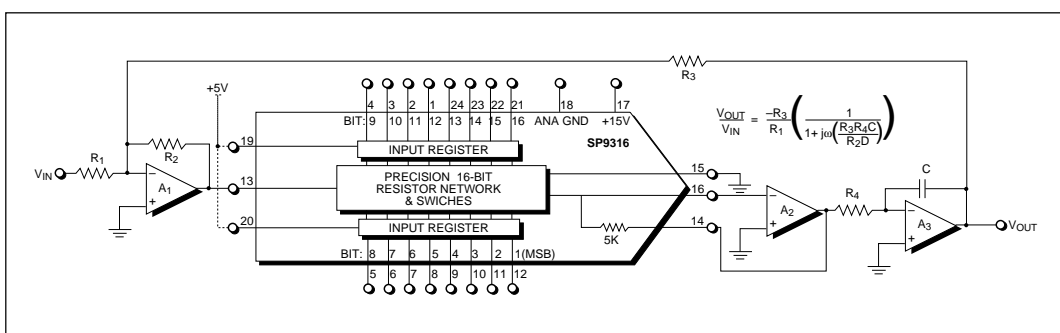 R3
+5V
4 3 2 1 24 23 22 21 18 17
BIT: 9 10 11 12 13 14 15 16 ANA GND +15V
VOUT/VIN = -R3/R1 ( 1 / 1+ jω(R3R4C/R2D) )
19 INPUT REGISTER SP9316
R2
R1
VIN
A1
13
PRECISION 16-BIT
RESISTOR NETWORK
& SWICHES
15
16
C
R4
A2
A3
VOUT
20 INPUT REGISTER 5K 14
BIT: 8 7 6 5 4 3 2 1(MSB)
5 6 7 8 9 10 11 12
− + − + − +